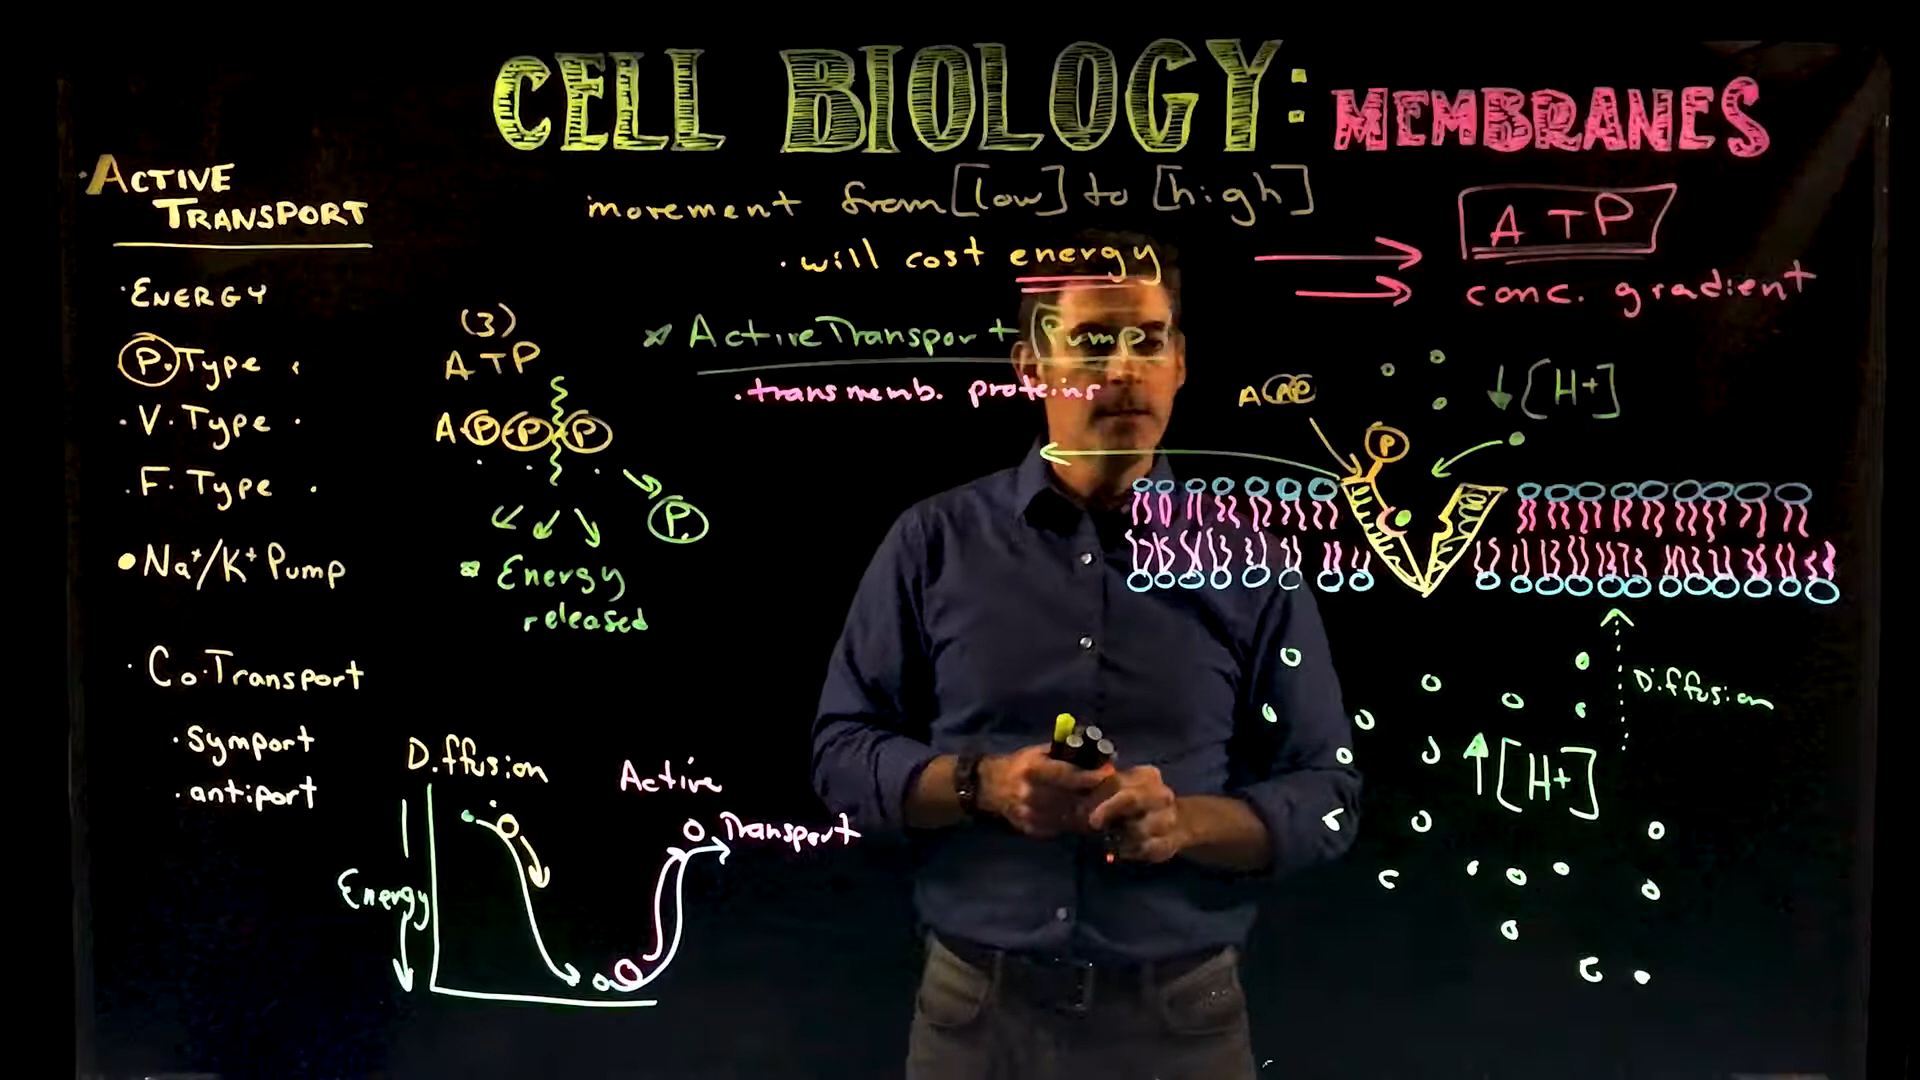 CELL BIOLOGY: MEMBRANES
ACTIVE
TRANSPORT
· ENERGY
P. Type
· V. Type
· F. Type
• Na⁺/K⁺ Pump
· Co-Transport
· symport
· antiport
movement from [low] to [high]
· will cost energy
ATP
conc. gradient
Active Transport Pump
· transmemb. proteins
(3)
ATP
A P P P
P
Energy
released
Diffusion
Active
Transport
Energy
P
↓ [H+]
Diffusion
↑ [H+]